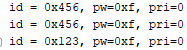 id = 0x456, pw=0xf, pri=0
id = 0x456, pw=0xf, pri=0
id = 0x123, pw=0xf, pri=0